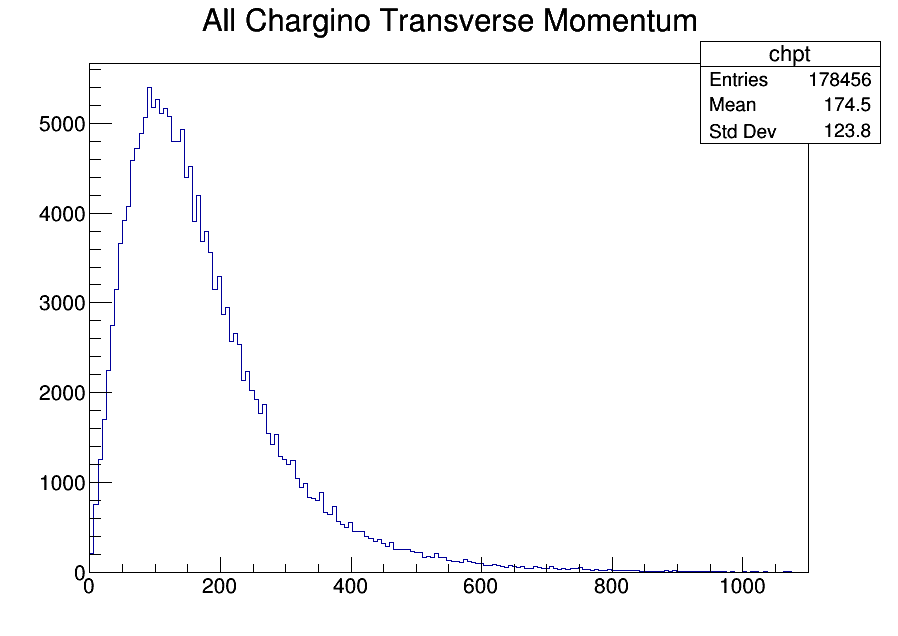 All Chargino Transverse Momentum
chpt
Entries 178456
Mean 174.5
Std Dev 123.8
5000
4000
3000
2000
1000
0
0 200 400 600 800 1000